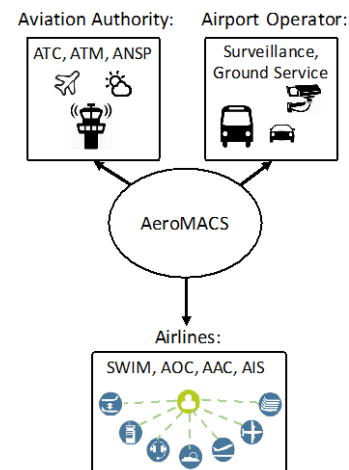 Aviation Authority:
Airport Operator:
ATC, ATM, ANSP
Surveillance,
Ground Service
AeroMACS
Airlines:
SWIM, AOC, AAC, AIS